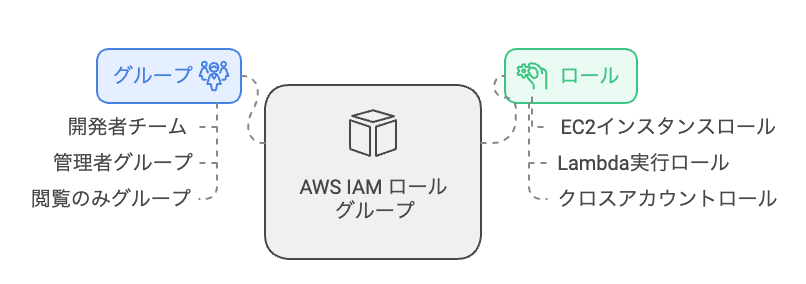 グループ
開発者チーム
管理者グループ
閲覧のみグループ
AWS IAM ロール
グループ
ロール
EC2インスタンスロール
Lambda実行ロール
クロスアカウントロール